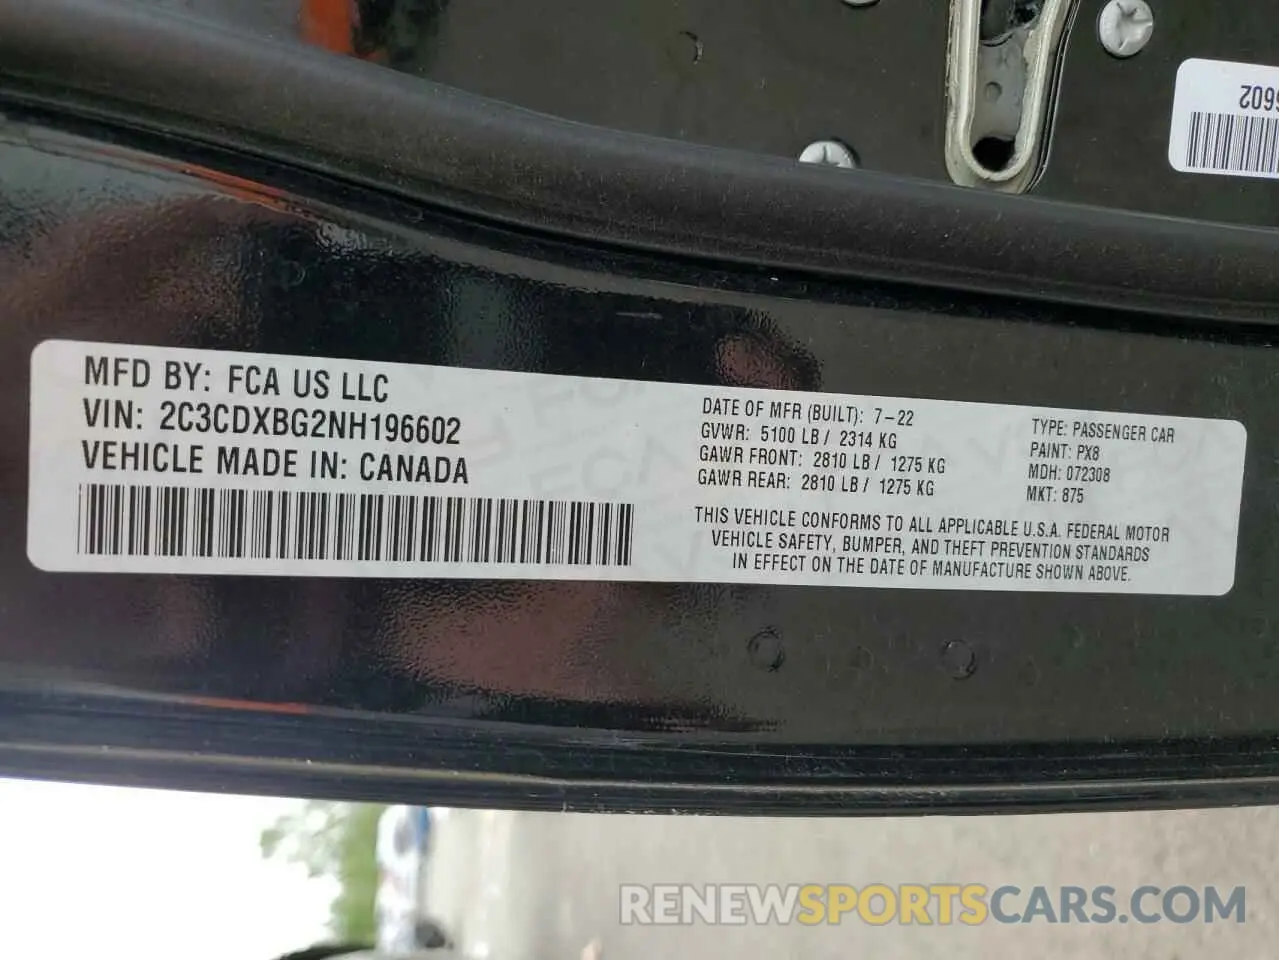 6602
MFD BY: FCA US LLC
VIN: 2C3CDXBG2NH196602
VEHICLE MADE IN: CANADA
DATE OF MFR (BUILT): 7-22
GVWR: 5100 LB / 2314 KG
GAWR FRONT: 2810 LB / 1275 KG
GAWR REAR: 2810 LB / 1275 KG
TYPE: PASSENGER CAR
PAINT: PX8
MDH: 072308
MKT: 875
THIS VEHICLE CONFORMS TO ALL APPLICABLE U.S.A. FEDERAL MOTOR
VEHICLE SAFETY, BUMPER, AND THEFT PREVENTION STANDARDS
IN EFFECT ON THE DATE OF MANUFACTURE SHOWN ABOVE.
RENEWSPORTSCARS.COM